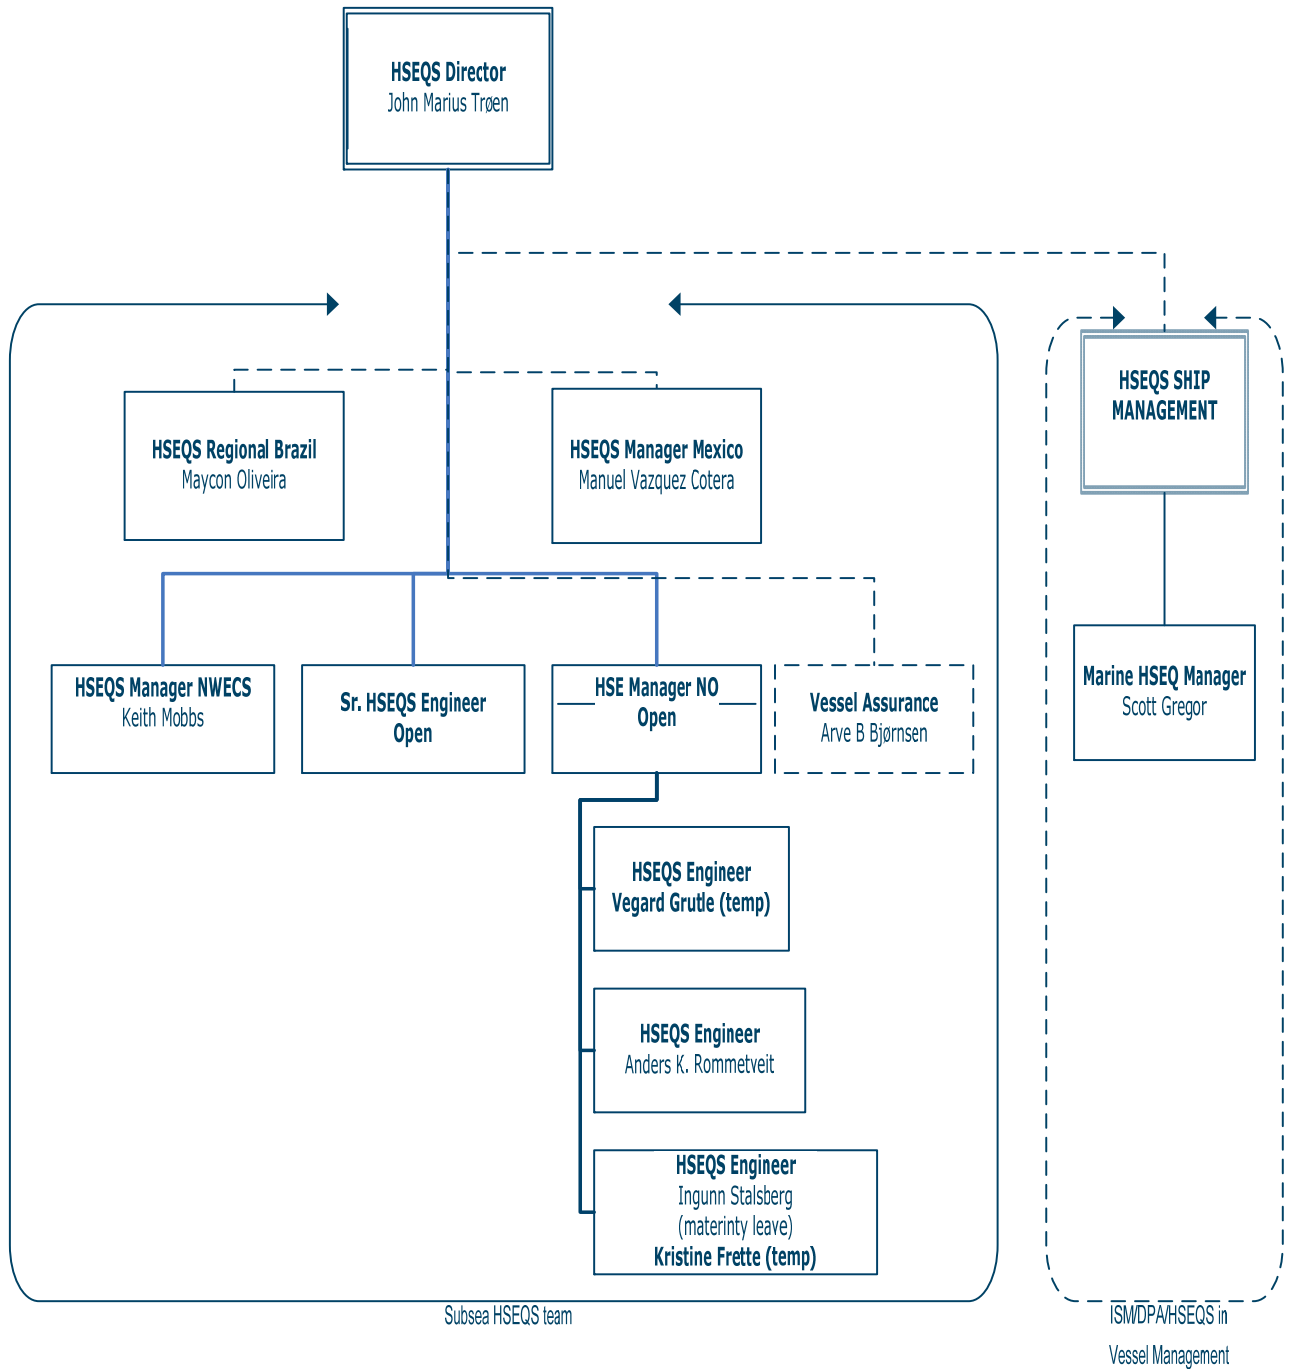 HSEQS Director
John Marius Trøen
HSEQS SHIP
MANAGEMENT
HSEQS Regional Brazil
Maycon Oliveira
HSEQS Manager Mexico
Manuel Vazquez Cotera
HSEQS Manager NWECS
Keith Mobbs
Sr. HSEQS Engineer
Open
HSE Manager NO
Open
Vessel Assurance
Arve B Bjørnsen
Marine HSEQ Manager
Scott Gregor
HSEQS Engineer
Vegard Grutle (temp)
HSEQS Engineer
Anders K. Rommetveit
HSEQS Engineer
Ingunn Stalsberg
(materinty leave)
Kristine Frette (temp)
Subsea HSEQS team
ISM/DPA/HSEQS in
Vessel Management